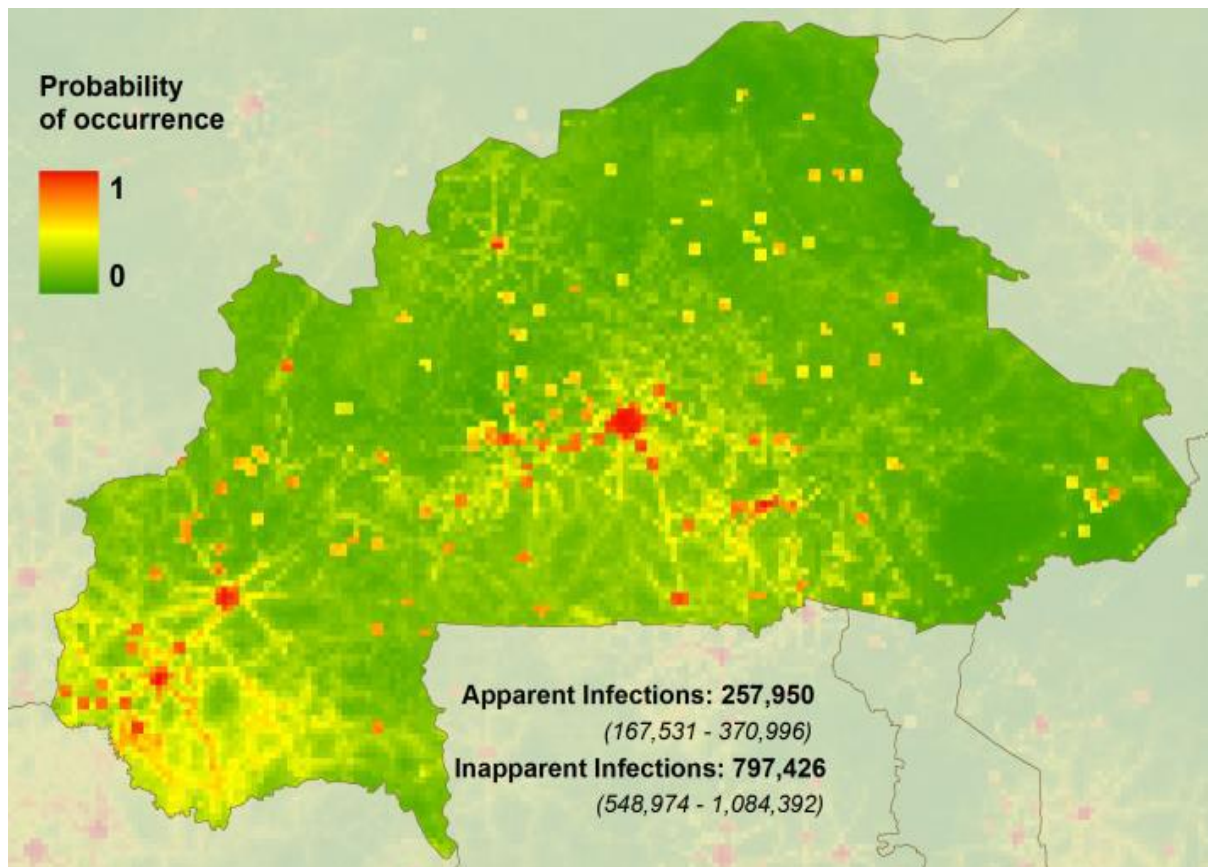 Probability
of occurrence
1
0
Apparent Infections: 257,950
(167,531 - 370,996)
Inapparent Infections: 797,426
(548,974 - 1,084,392)